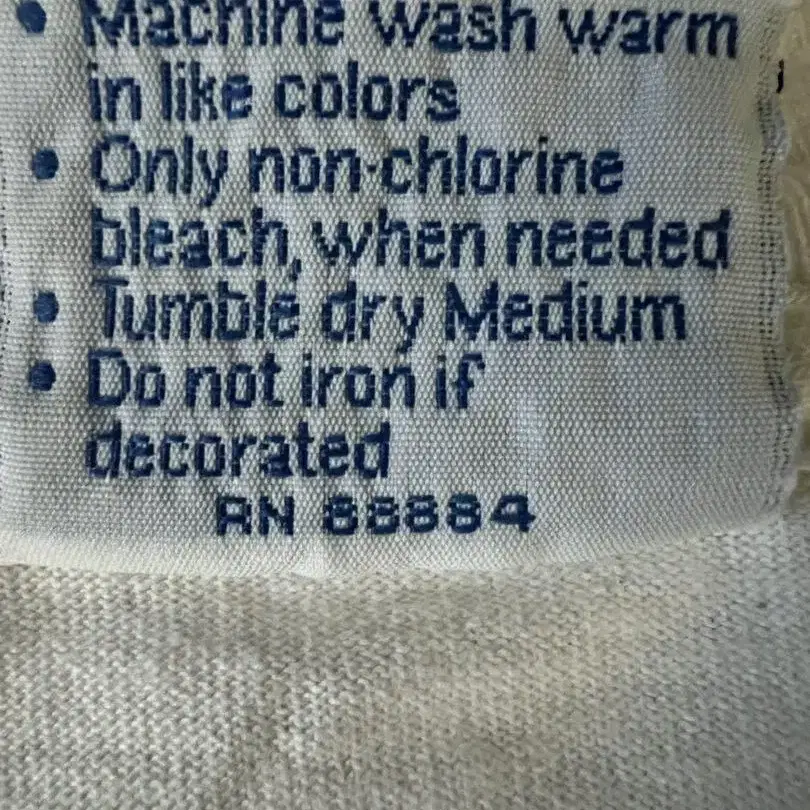 • Machine wash warm
in like colors
• Only non-chlorine
bleach, when needed
• Tumble dry Medium
• Do not iron if
decorated
RN 88884